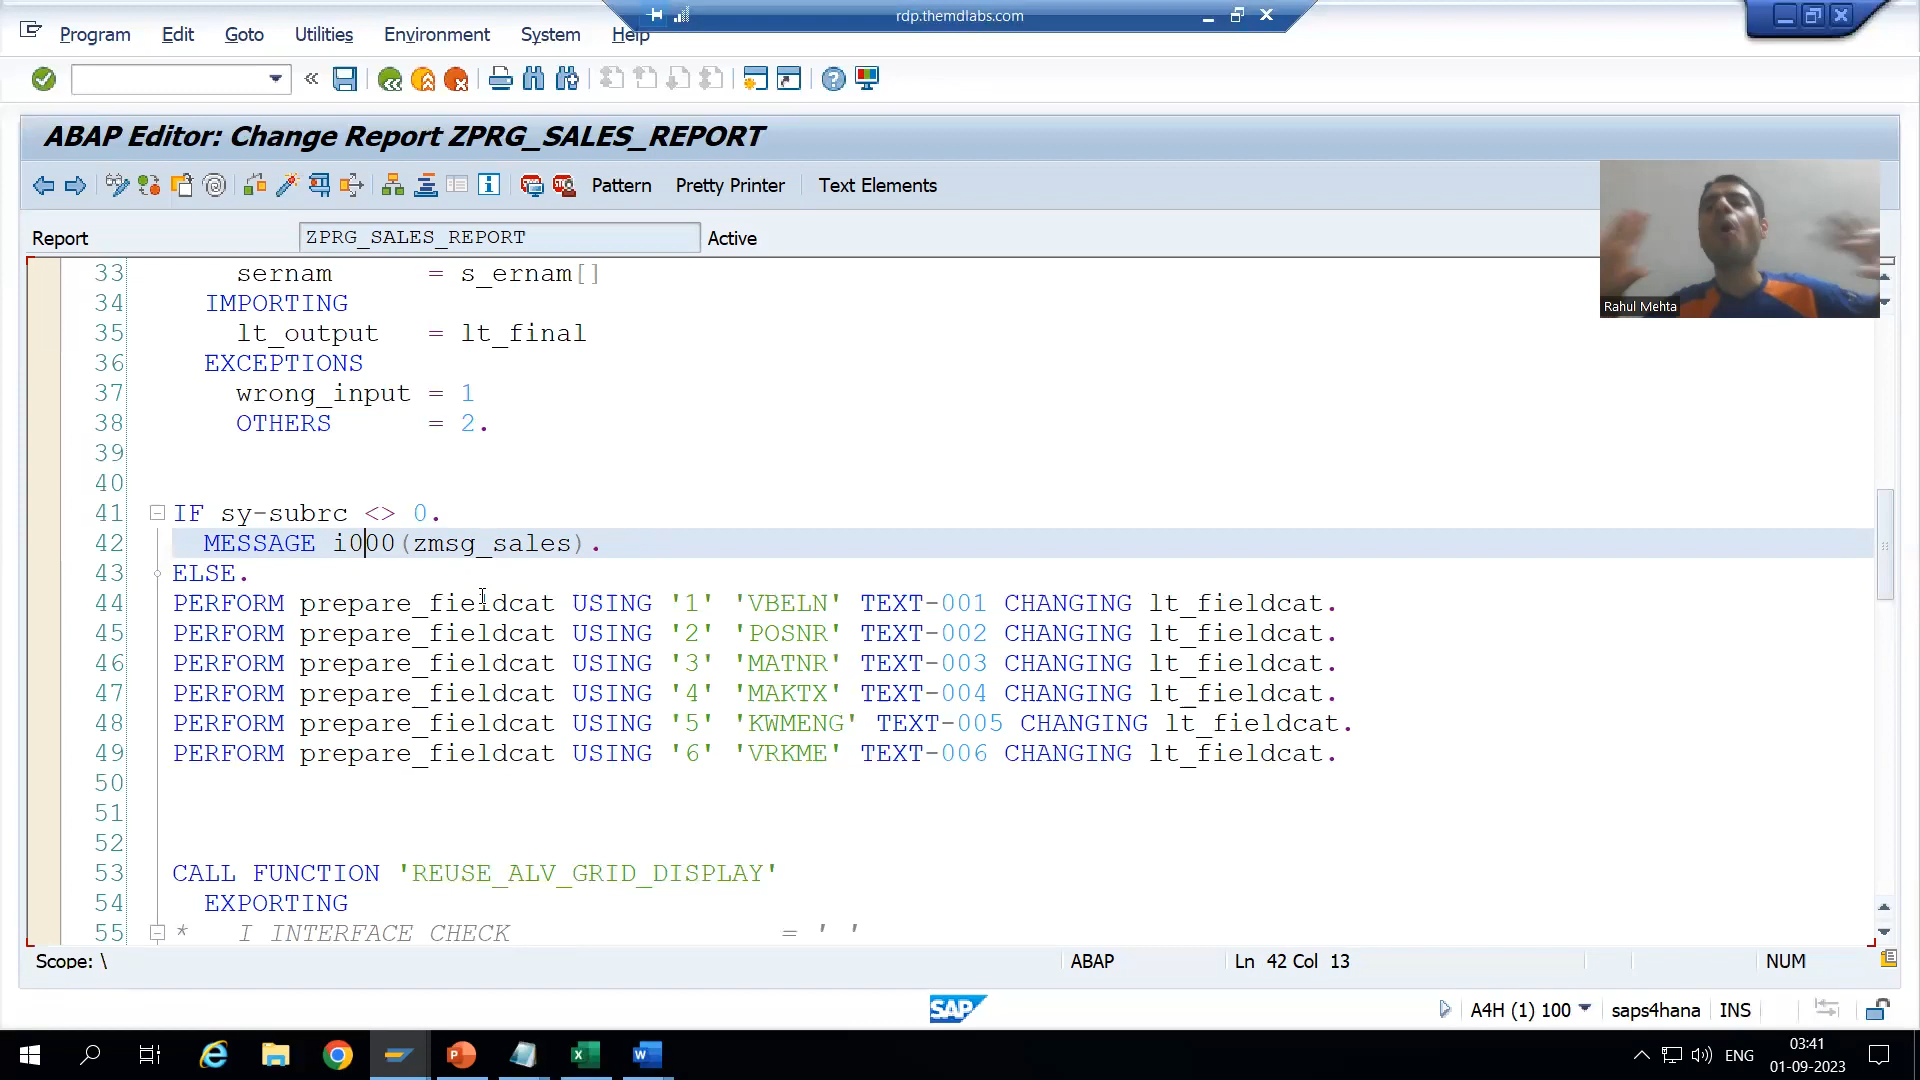 rdp.themdlabs.com
Program Edit Goto Utilities Environment System Help
ABAP Editor: Change Report ZPRG_SALES_REPORT
Pattern Pretty Printer Text Elements
Report ZPRG_SALES_REPORT Active
Rahul Mehta
33 sernam = s_ernam[]
34 IMPORTING
35 lt_output = lt_final
36 EXCEPTIONS
37 wrong_input = 1
38 OTHERS = 2.
39
40
41 IF sy-subrc <> 0.
42 MESSAGE i000(zmsg_sales).
43 ELSE.
44 PERFORM prepare_fieldcat USING '1' 'VBELN' TEXT-001 CHANGING lt_fieldcat.
45 PERFORM prepare_fieldcat USING '2' 'POSNR' TEXT-002 CHANGING lt_fieldcat.
46 PERFORM prepare_fieldcat USING '3' 'MATNR' TEXT-003 CHANGING lt_fieldcat.
47 PERFORM prepare_fieldcat USING '4' 'MAKTX' TEXT-004 CHANGING lt_fieldcat.
48 PERFORM prepare_fieldcat USING '5' 'KWMENG' TEXT-005 CHANGING lt_fieldcat.
49 PERFORM prepare_fieldcat USING '6' 'VRKME' TEXT-006 CHANGING lt_fieldcat.
50
51
52
53 CALL FUNCTION 'REUSE_ALV_GRID_DISPLAY'
54 EXPORTING
55 * I INTERFACE CHECK = ' '
Scope: \ ABAP Ln 42 Col 13 NUM
SAP A4H (1) 100 saps4hana INS
ENG 03:41
01-09-2023